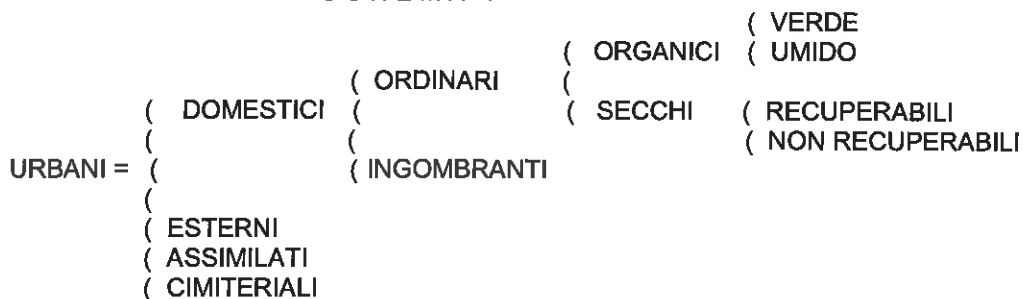 ( VERDE
( ORGANICI ( UMIDO
( ORDINARI (
( DOMESTICI ( ( SECCHI ( RECUPERABILI
( ( ( NON RECUPERABILI
URBANI = ( ( INGOMBRANTI
(
( ESTERNI
( ASSIMILATI
( CIMITERIALI